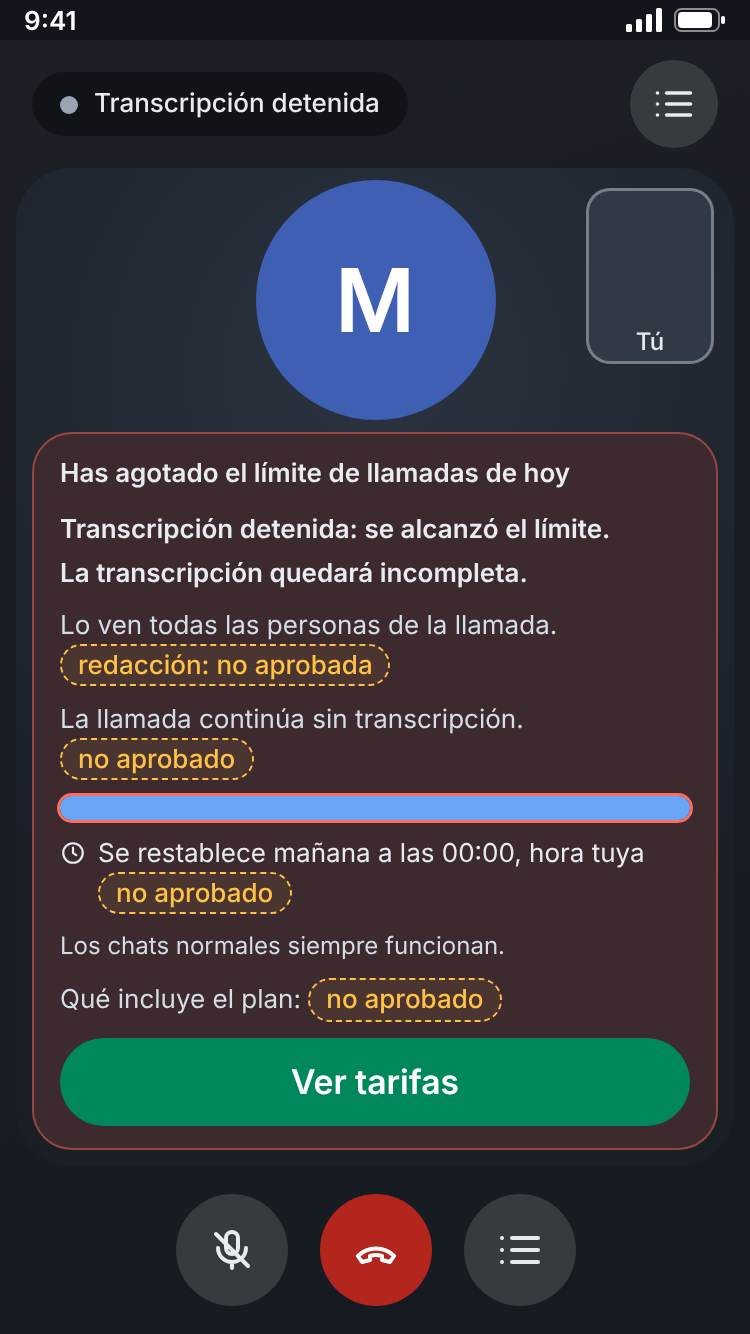 9:41
Transcripción detenida
M
Tú
Has agotado el límite de llamadas de hoy
Transcripción detenida: se alcanzó el límite.
La transcripción quedará incompleta.
Lo ven todas las personas de la llamada.
redacción: no aprobada
La llamada continúa sin transcripción.
no aprobado
Se restablece mañana a las 00:00, hora tuya
no aprobado
Los chats normales siempre funcionan.
Qué incluye el plan: no aprobado
Ver tarifas